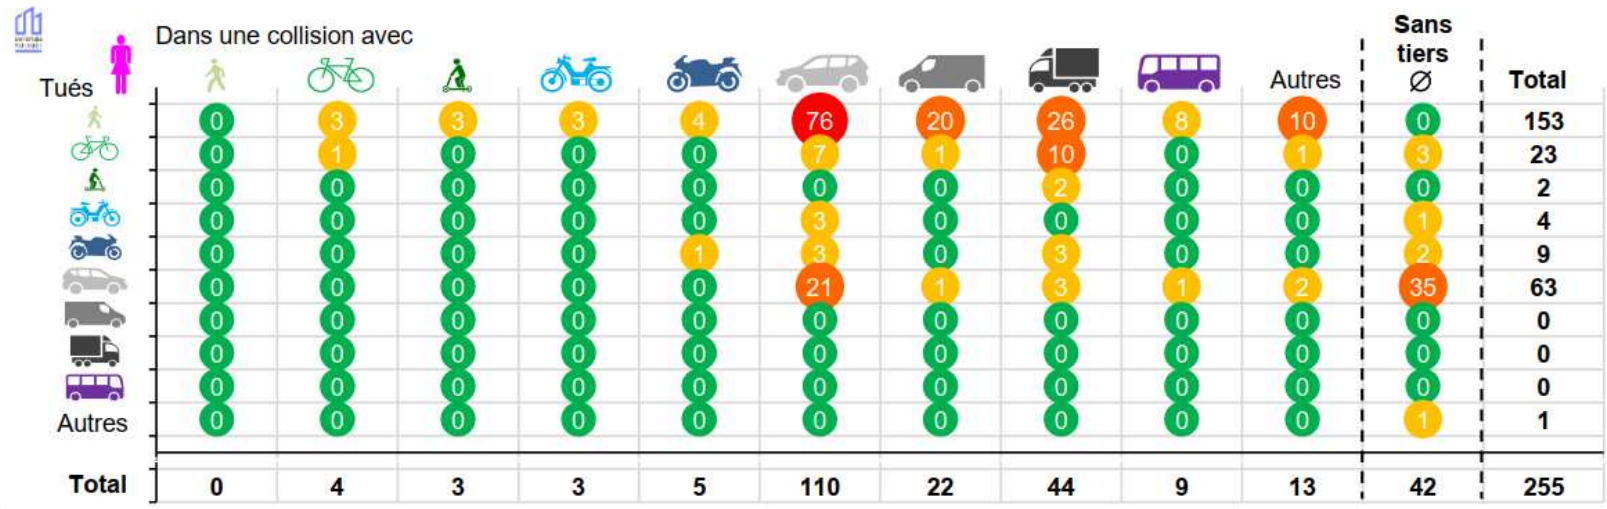 Dans une collision avec
Sans
tiers
Tués
Autres
Ø
Total
0 3 3 3 4 76 20 26 8 10 0 153
0 1 0 0 0 7 1 10 0 1 3 23
0 0 0 0 0 0 0 2 0 0 0 2
0 0 0 0 0 3 0 0 0 0 1 4
0 0 0 0 1 3 0 3 0 0 2 9
0 0 0 0 0 21 1 3 1 2 35 63
0 0 0 0 0 0 0 0 0 0 0 0
0 0 0 0 0 0 0 0 0 0 0 0
0 0 0 0 0 0 0 0 0 0 0 0
Autres 0 0 0 0 0 0 0 0 0 0 1 1
Total 0 4 3 3 5 110 22 44 9 13 42 255